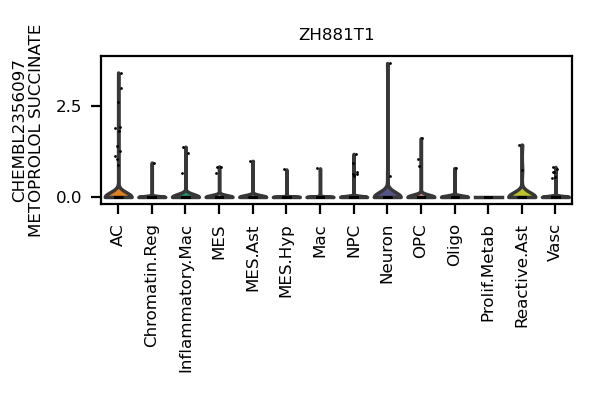 ZH881T1
CHEMBL2356097
METOPROLOL SUCCINATE
2.5
0.0
AC
Chromatin.Reg
Inflammatory.Mac
MES
MES.Ast
MES.Hyp
Mac
NPC
Neuron
OPC
Oligo
Prolif.Metab
Reactive.Ast
Vasc